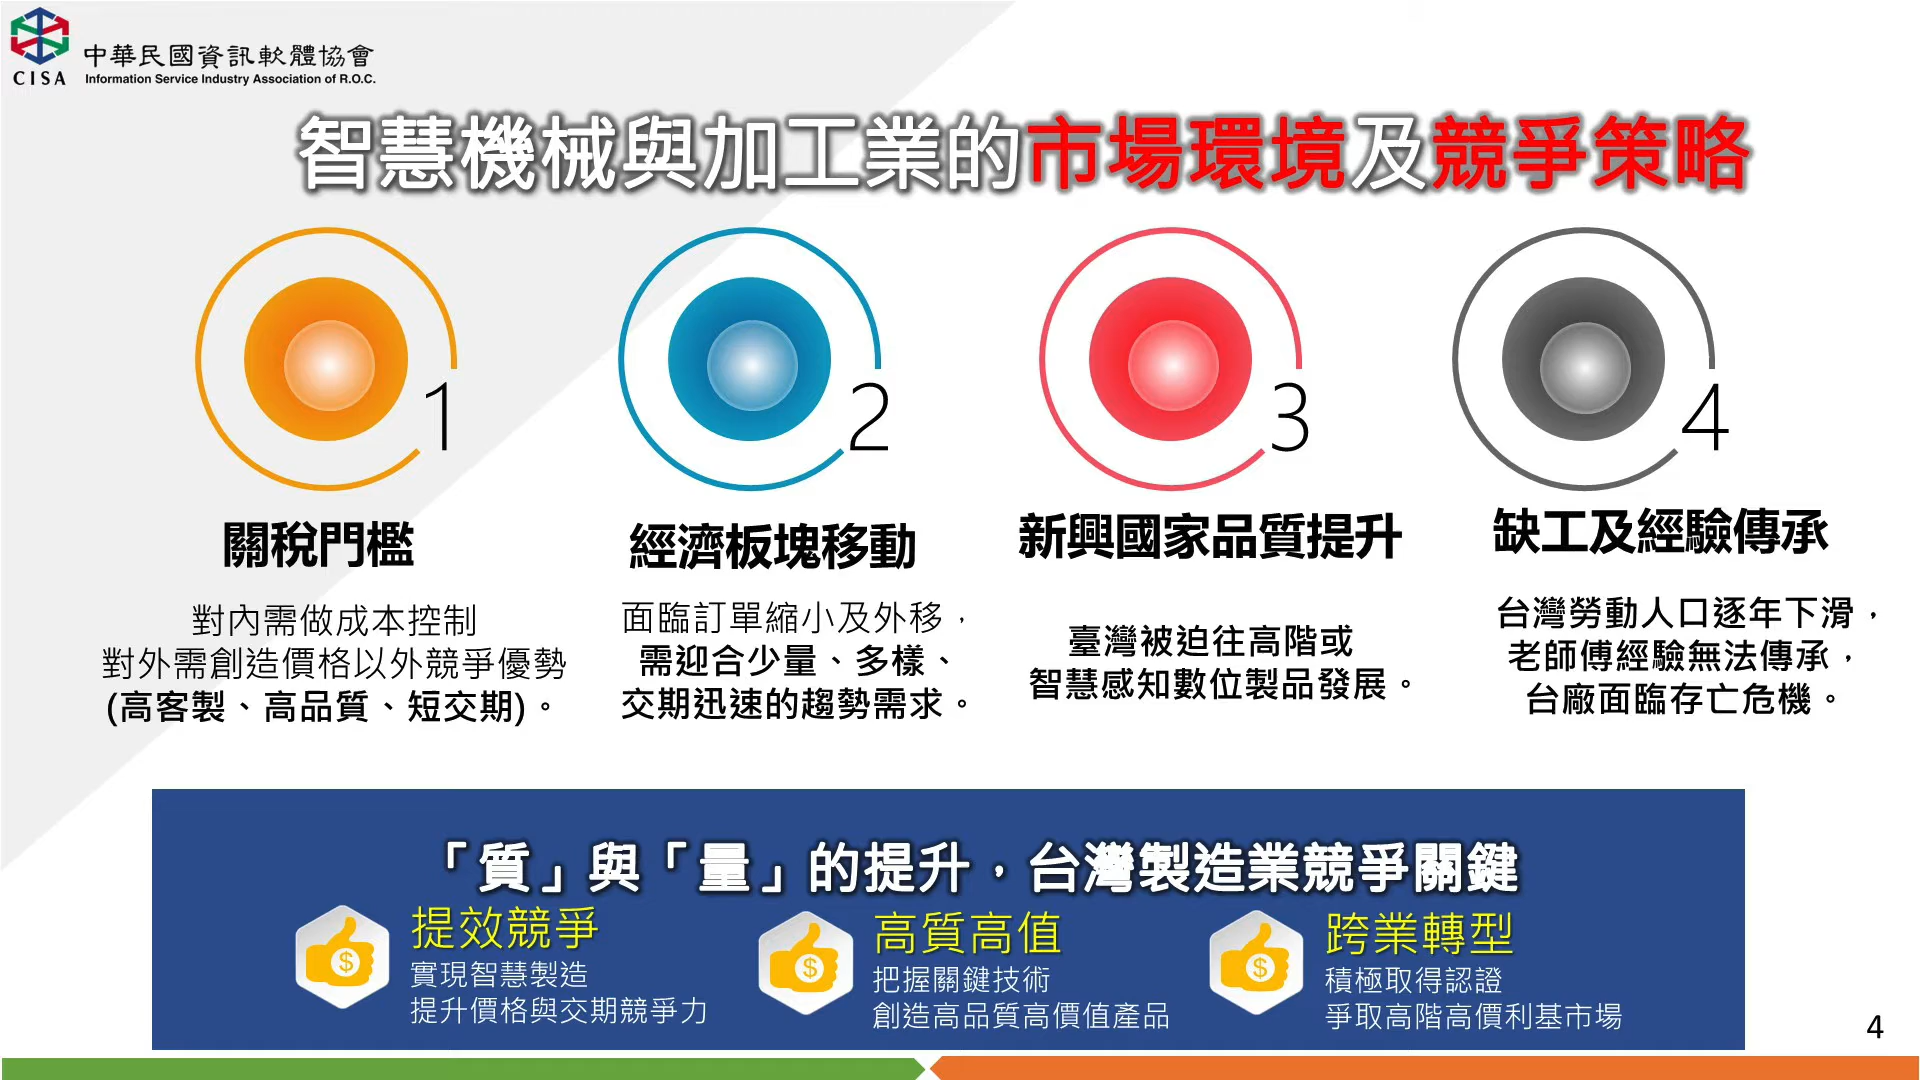 CISA
中華民國資訊軟體協會
Information Service Industry Association of R.O.C.
智慧機械與加工業的市場環境及競爭策略
1
關稅門檻
對內需做成本控制
對外需創造價格以外競爭優勢
(高客製、高品質、短交期)。
2
經濟板塊移動
面臨訂單縮小及外移，
需迎合少量、多樣、
交期迅速的趨勢需求。
3
新興國家品質提升
臺灣被迫往高階或
智慧感知數位製品發展。
4
缺工及經驗傳承
台灣勞動人口逐年下滑，
老師傅經驗無法傳承，
台廠面臨存亡危機。
「質」與「量」的提升，台灣製造業競爭關鍵
提效競爭
實現智慧製造
提升價格與交期競爭力
高質高值
把握關鍵技術
創造高品質高價值產品
跨業轉型
積極取得認證
爭取高階高價利基市場
4